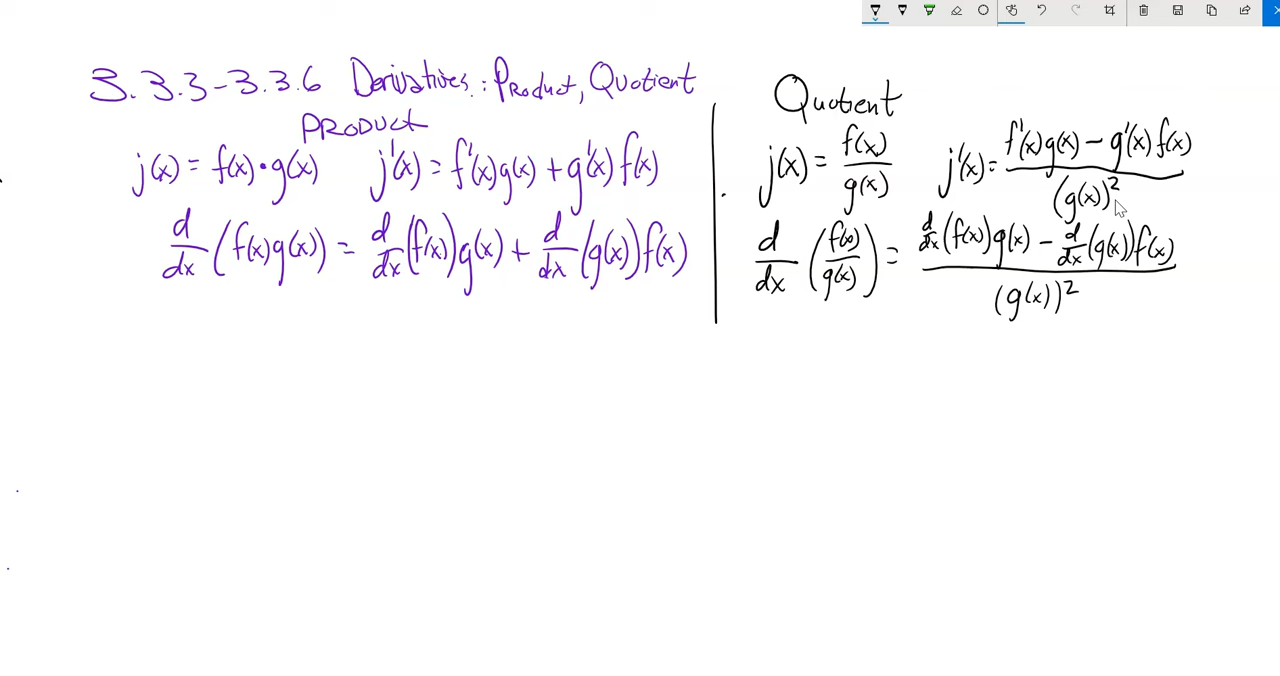 3.3.3-3.3.6 Derivatives: Product, Quotient
PRODUCT
j(x) = f(x)•g(x) j'(x) = f'(x)g(x) + g'(x)f(x)
d/dx (f(x)g(x)) = d/dx (f(x))g(x) + d/dx (g(x))f(x)
Quotient
j(x) = f(x)/g(x) j'(x) = f'(x)g(x) - g'(x)f(x) / (g(x))²
d/dx (f(x)/g(x)) = d/dx (f(x))g(x) - d/dx (g(x))f(x) / (g(x))²